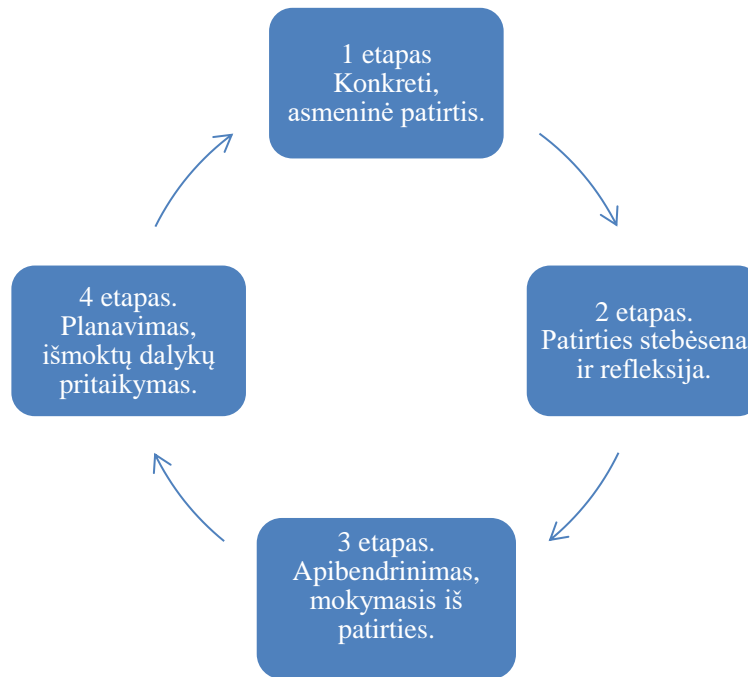 1 etapas
Konkreti,
asmeninė patirtis.
2 etapas.
Patirties stebėsena
ir refleksija.
3 etapas.
Apibendrinimas,
mokymasis iš
patirties.
4 etapas.
Planavimas,
išmoktų dalykų
pritaikymas.